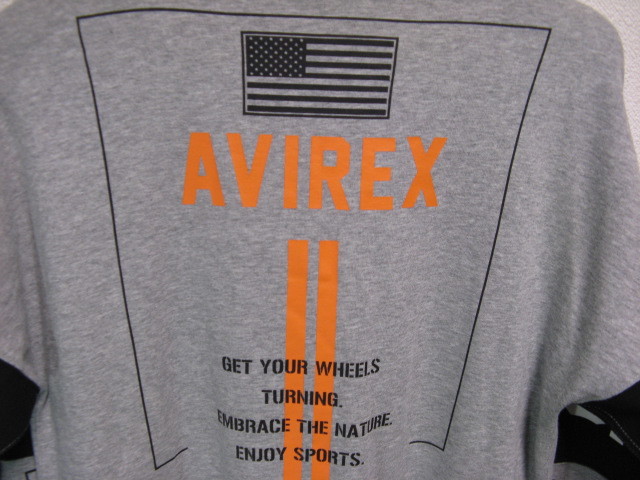 AVIREX
GET YOUR WHEELS
TURNING.
EMBRACE THE NATURE.
ENJOY SPORTS.